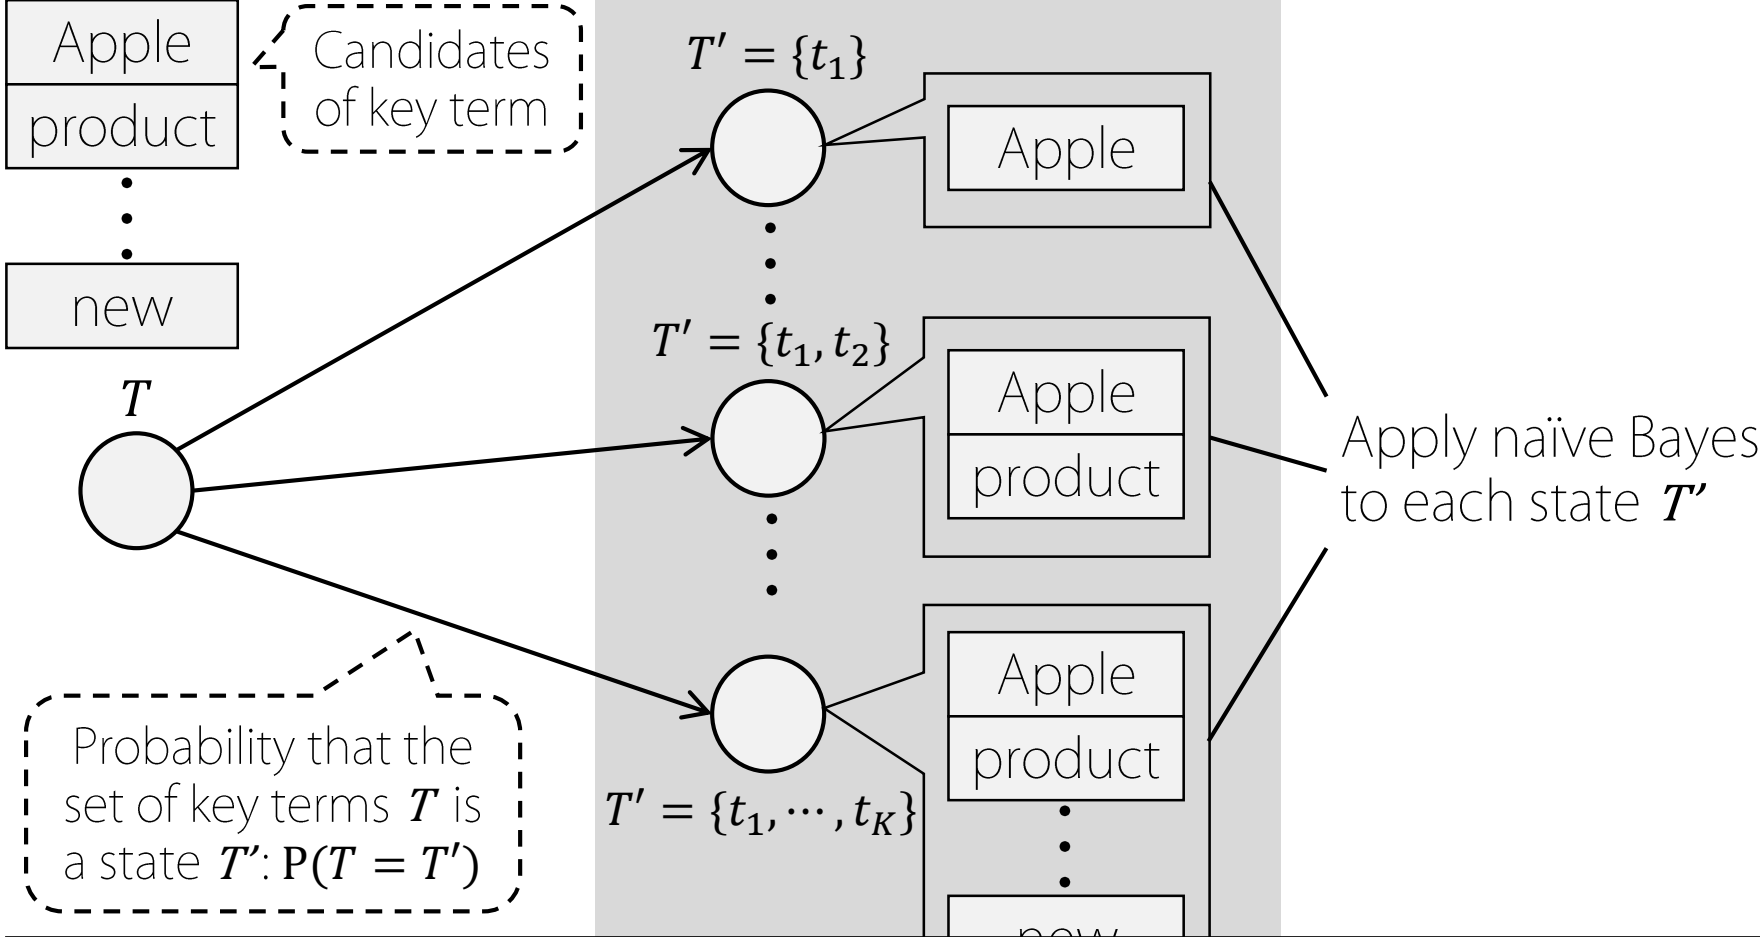 Apple
product
new
Candidates
of key term
T
T′ = {t₁}
Apple
T′ = {t₁, t₂}
Apple
product
T′ = {t₁, ⋯ , t_K}
Apple
product
new
Apply naïve Bayes
to each state T′
Probability that the
set of key terms T is
a state T′: P(T = T′)